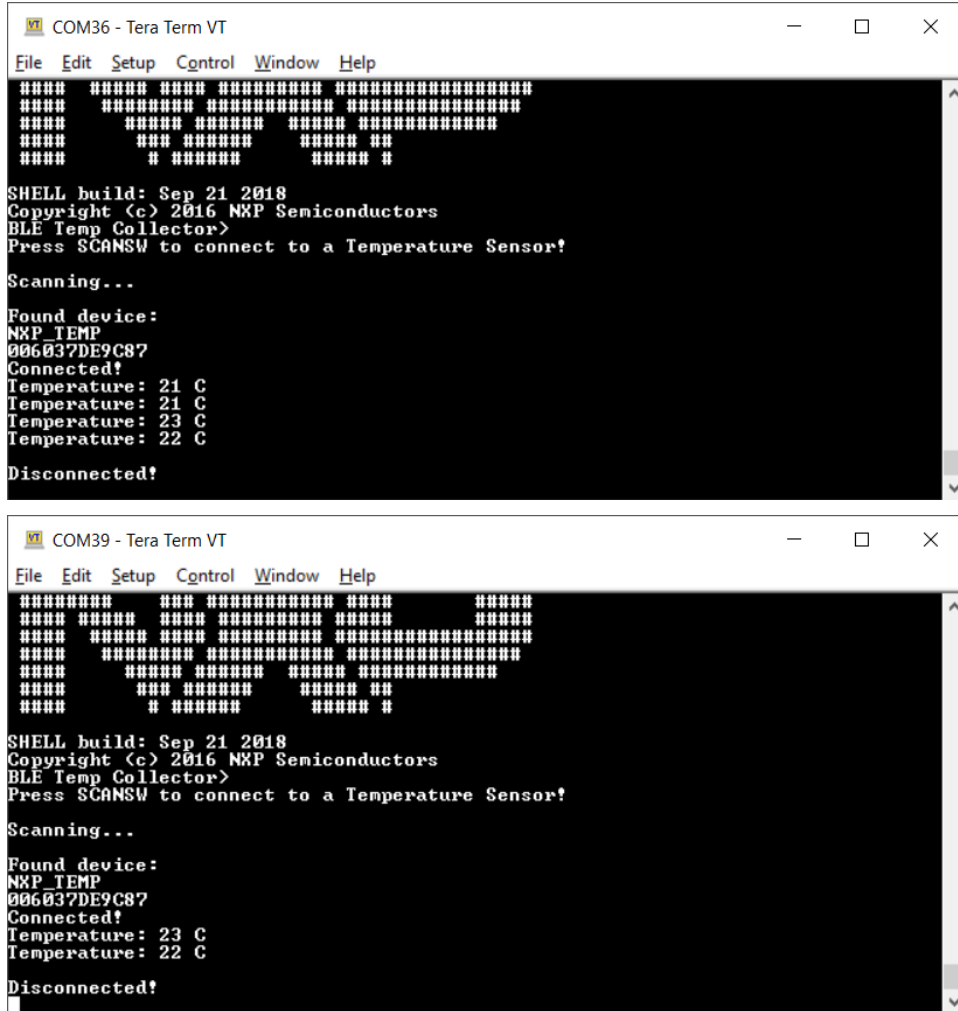 COM36 - Tera Term VT
File Edit Setup Control Window Help
SHELL build: Sep 21 2018
Copyright (c) 2016 NXP Semiconductors
BLE Temp Collector>
Press SCANSW to connect to a Temperature Sensor!
Scanning...
Found device:
NXP_TEMP
006037DE9C87
Connected!
Temperature: 21 C
Temperature: 21 C
Temperature: 23 C
Temperature: 22 C
Disconnected!
COM39 - Tera Term VT
File Edit Setup Control Window Help
SHELL build: Sep 21 2018
Copyright (c) 2016 NXP Semiconductors
BLE Temp Collector>
Press SCANSW to connect to a Temperature Sensor!
Scanning...
Found device:
NXP_TEMP
006037DE9C87
Connected!
Temperature: 23 C
Temperature: 22 C
Disconnected!